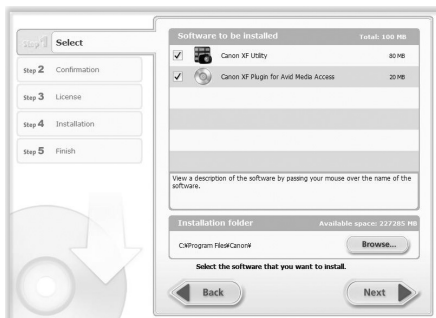 Step 1 Select
Step 2 Confirmation
Step 3 License
Step 4 Installation
Step 5 Finish
Software to be installed Total: 100 MB
Canon XF Utility 80 MB
Canon XF Plugin for Avid Media Access 20 MB
View a description of the software by passing your mouse over the name of the
software.
Installation folder Available space: 227285 MB
C:¥Program Files¥Canon¥ Browse...
Select the software that you want to install.
Back Next